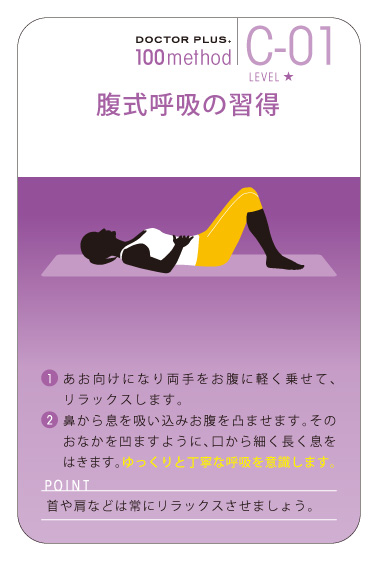 DOCTOR PLUS.
100method
C-01
LEVEL ★
腹式呼吸の習得
1 あお向けになり両手をお腹に軽く乗せて、
リラックスします。
2 鼻から息を吸い込みお腹を凸ませます。その
おなかを凹ますように、口から細く長く息を
はきます。ゆっくりと丁寧な呼吸を意識します。
POINT
首や肩などは常にリラックスさせましょう。